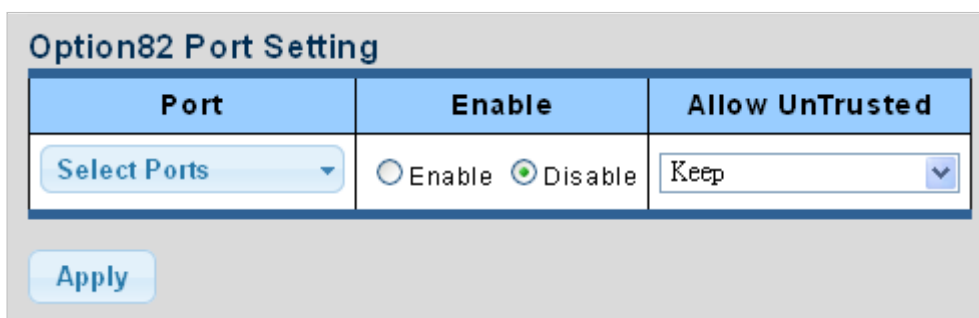 Option82 Port Setting
Port Enable Allow UnTrusted
Select Ports Enable Disable Keep
Apply